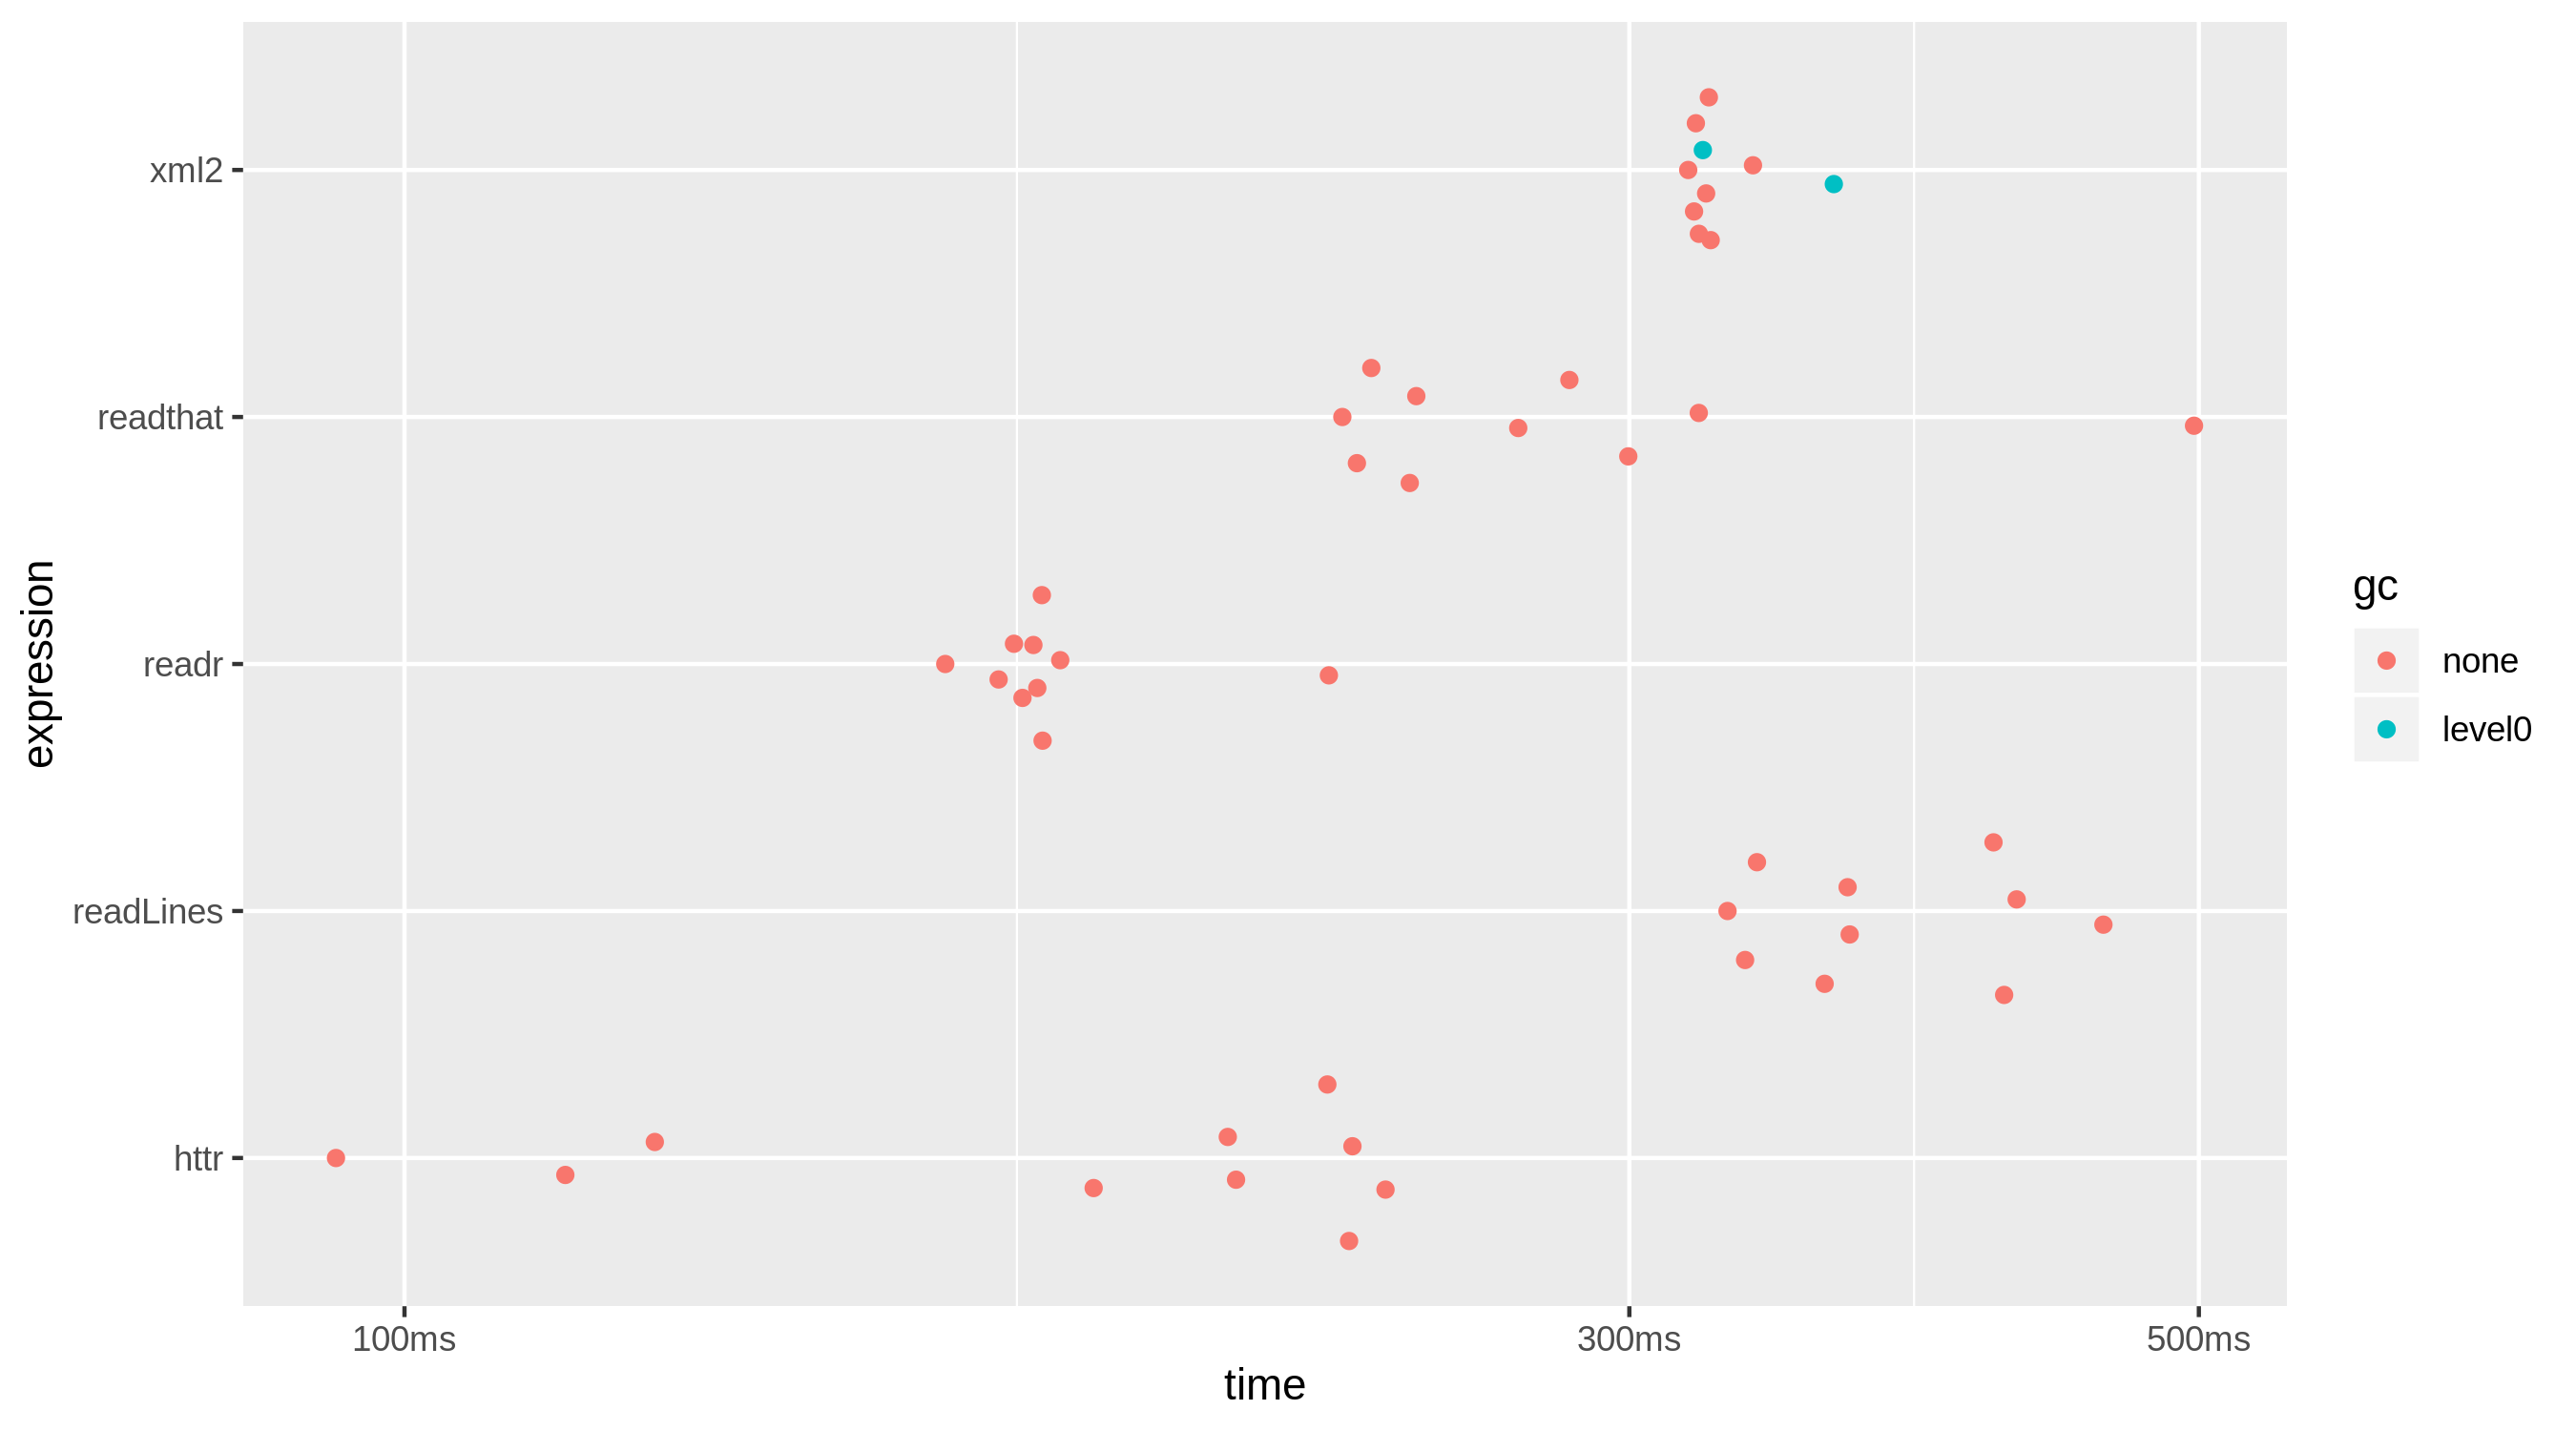 xml2
readthat
readr
readLines
httr
expression
100ms
300ms
500ms
time
gc
none
level0